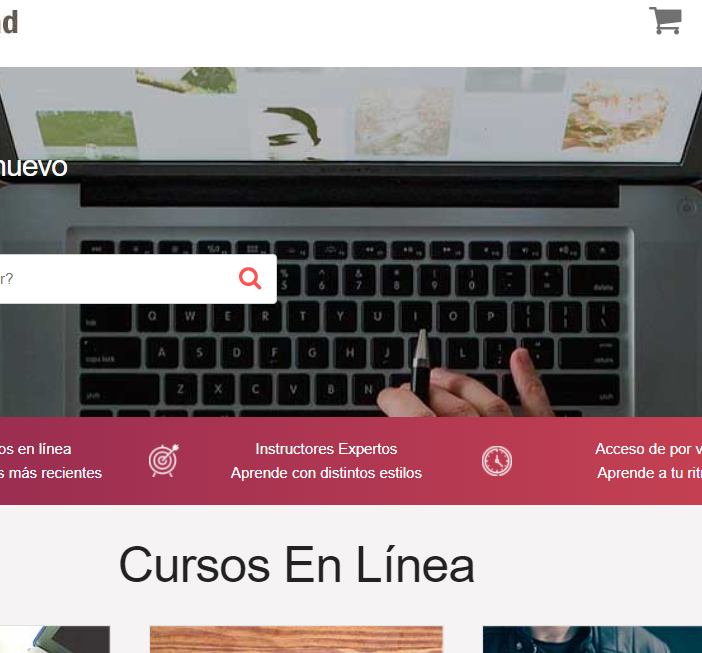 d
nuevo
r?
os en línea
s más recientes
Instructores Expertos
Aprende con distintos estilos
Acceso de por v
Aprende a tu rit
Cursos En Línea